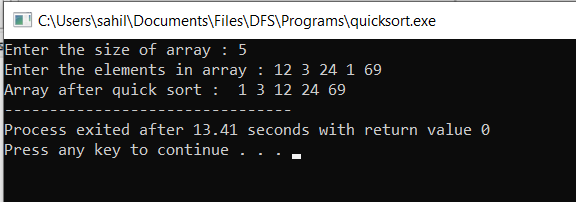 C:\Users\sahil\Documents\Files\DFS\Programs\quicksort.exe
Enter the size of array : 5
Enter the elements in array : 12 3 24 1 69
Array after quick sort :  1 3 12 24 69
--------------------------------
Process exited after 13.41 seconds with return value 0
Press any key to continue . . .